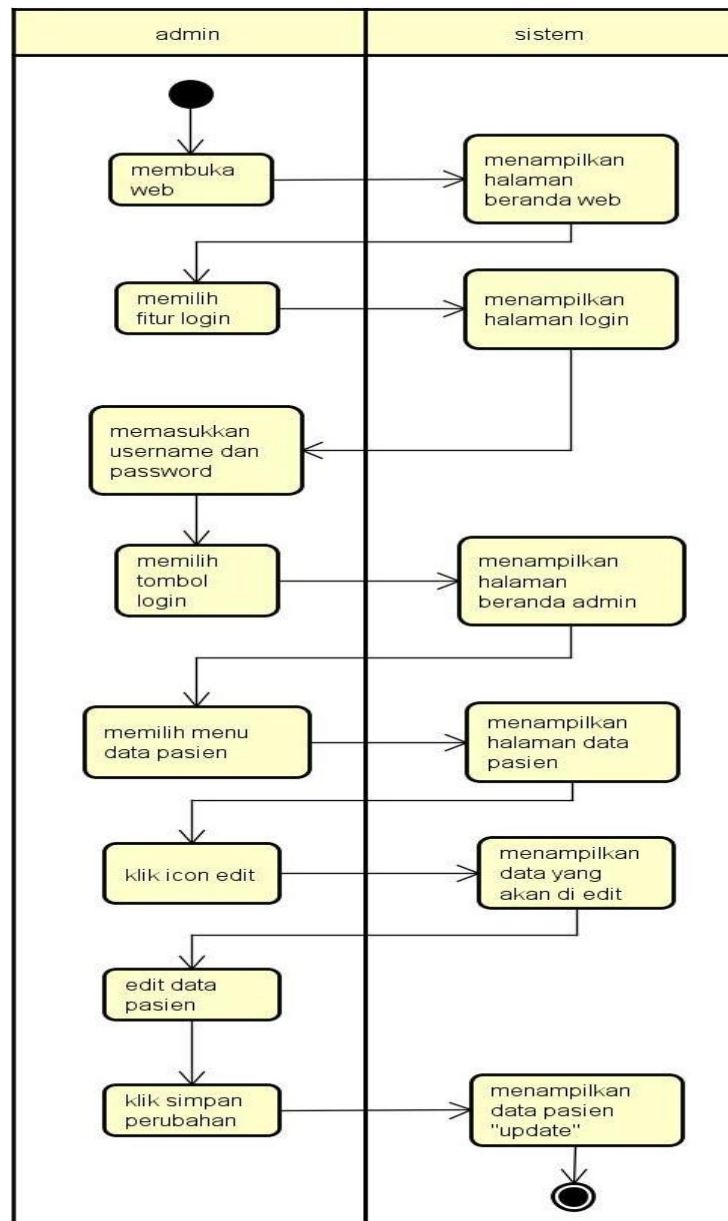 admin
sistem
membuka
web
menampilkan
halaman
beranda web
memilih
fitur login
menampilkan
halaman login
memasukkan
username dan
password
memilih
tombol
login
menampilkan
halaman
beranda admin
memilih menu
data pasien
menampilkan
halaman data
pasien
klik icon edit
menampilkan
data yang
akan di edit
edit data
pasien
klik simpan
perubahan
menampilkan
data pasien
"update"